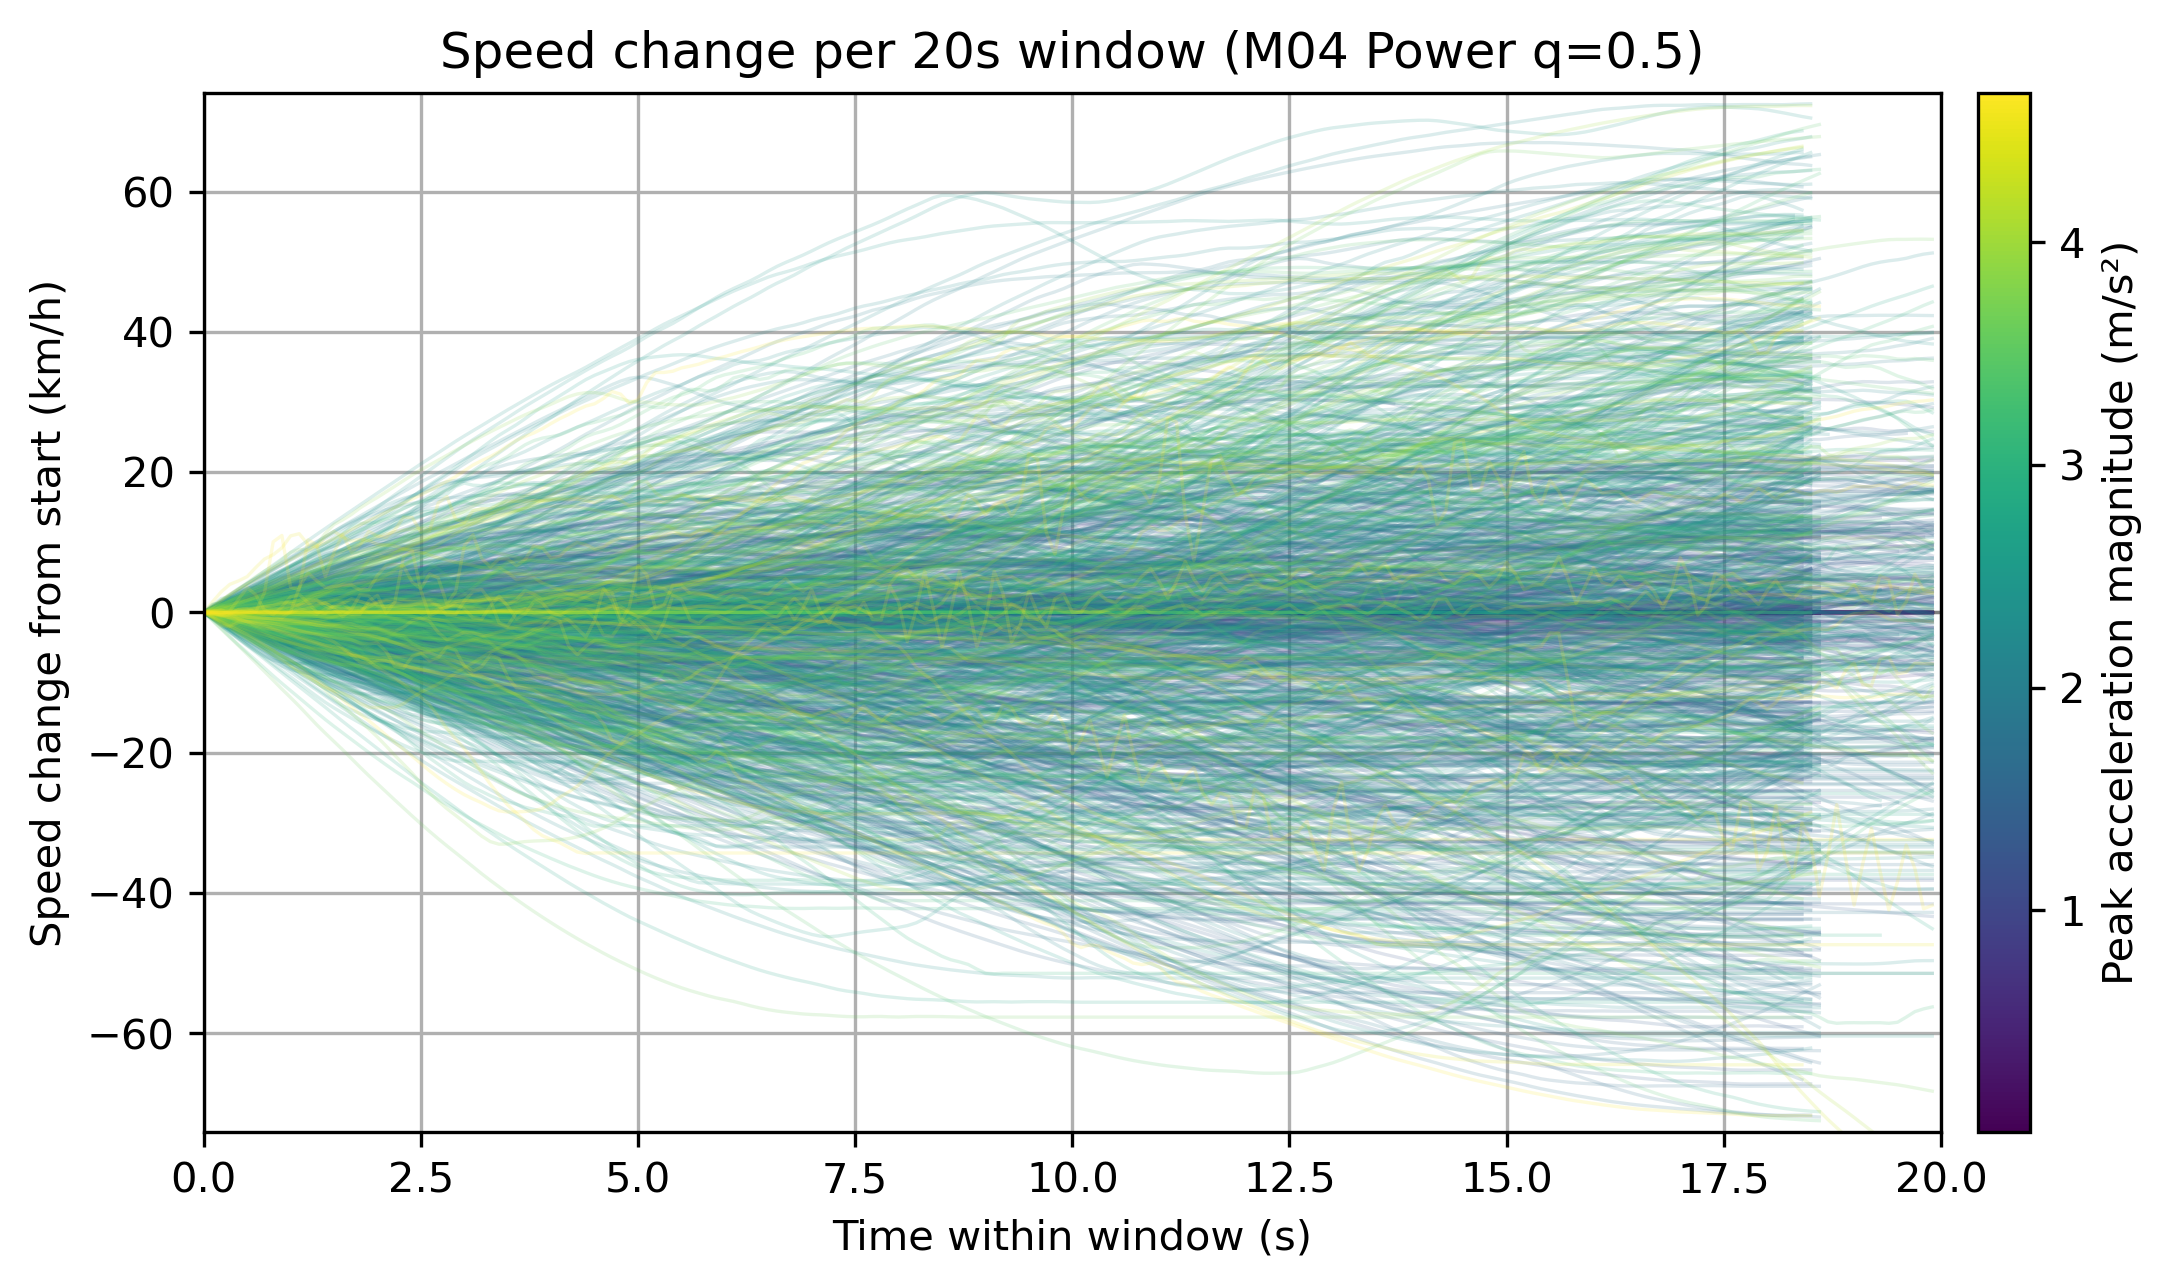 Speed change per 20s window (M04 Power q=0.5)
Speed change from start (km/h)
60
40
20
0
−20
−40
−60
0.0 2.5 5.0 7.5 10.0 12.5 15.0 17.5 20.0
Time within window (s)
4
3
2
1
Peak acceleration magnitude (m/s²)